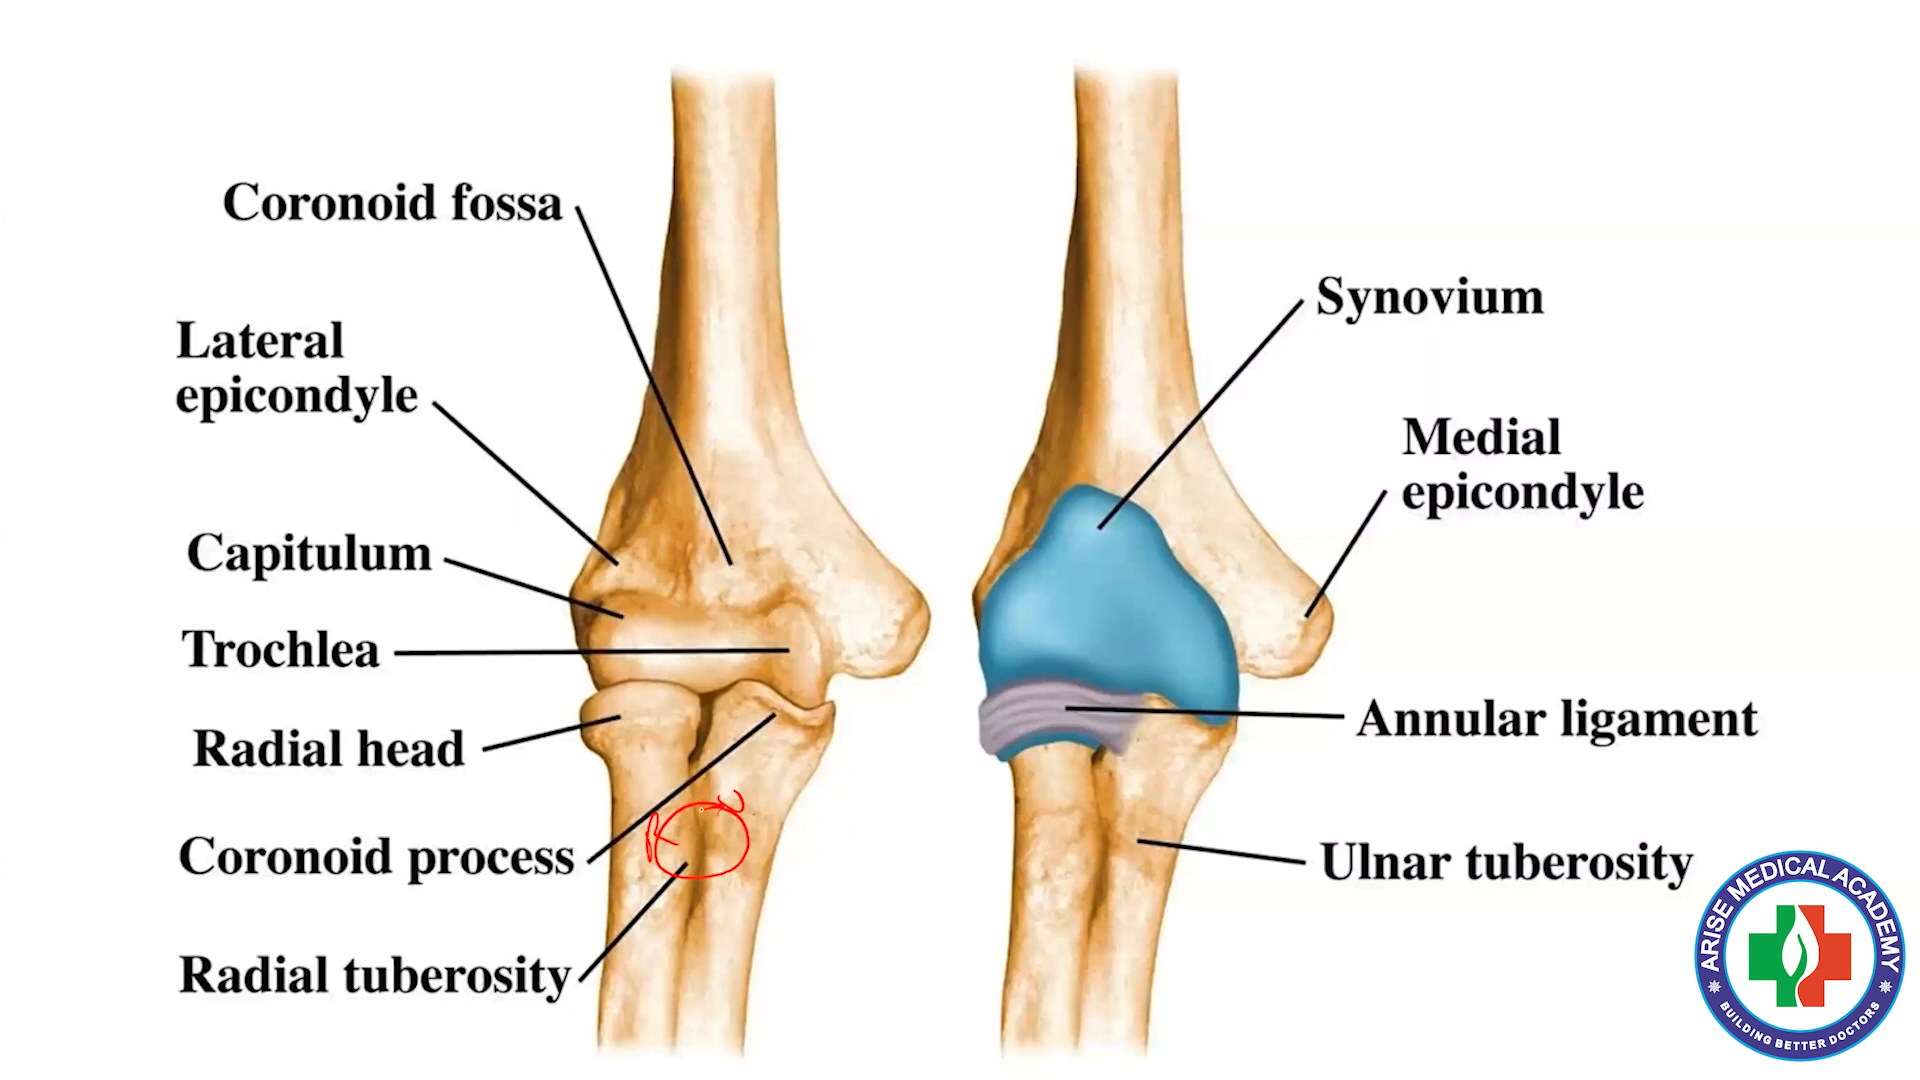 Coronoid fossa
Lateral
epicondyle
Capitulum
Trochlea
Radial head
Coronoid process
Radial tuberosity
R
U
Synovium
Medial
epicondyle
Annular ligament
Ulnar tuberosity
ARISE MEDICAL ACADEMY
BUILDING BETTER DOCTORS